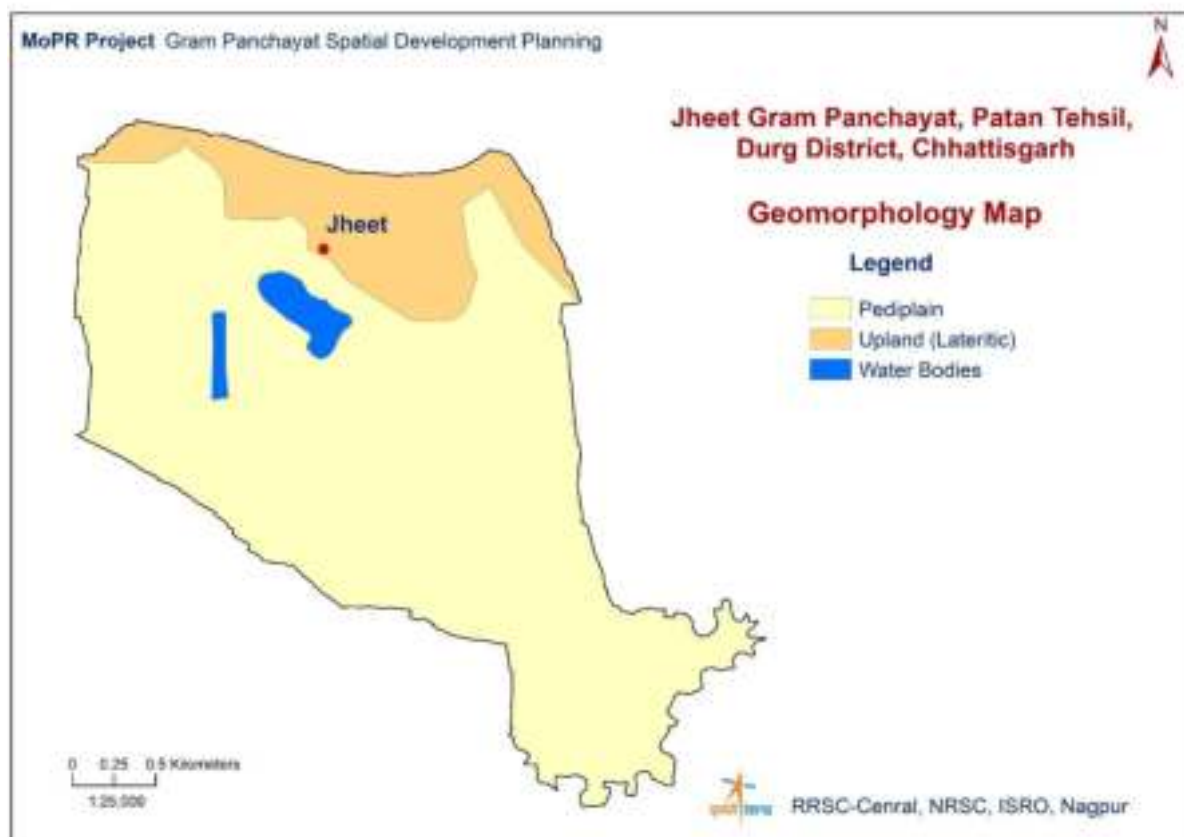 MoPR Project Gram Panchayat Spatial Development Planning
N
Jheet Gram Panchayat, Patan Tehsil,
Durg District, Chhattisgarh
Geomorphology Map
Legend
Pediplain
Upland (Lateritic)
Water Bodies
Jheet
0 0.25 0.5 Kilometers
1:25,000
RRSC-Cenral, NRSC, ISRO, Nagpur